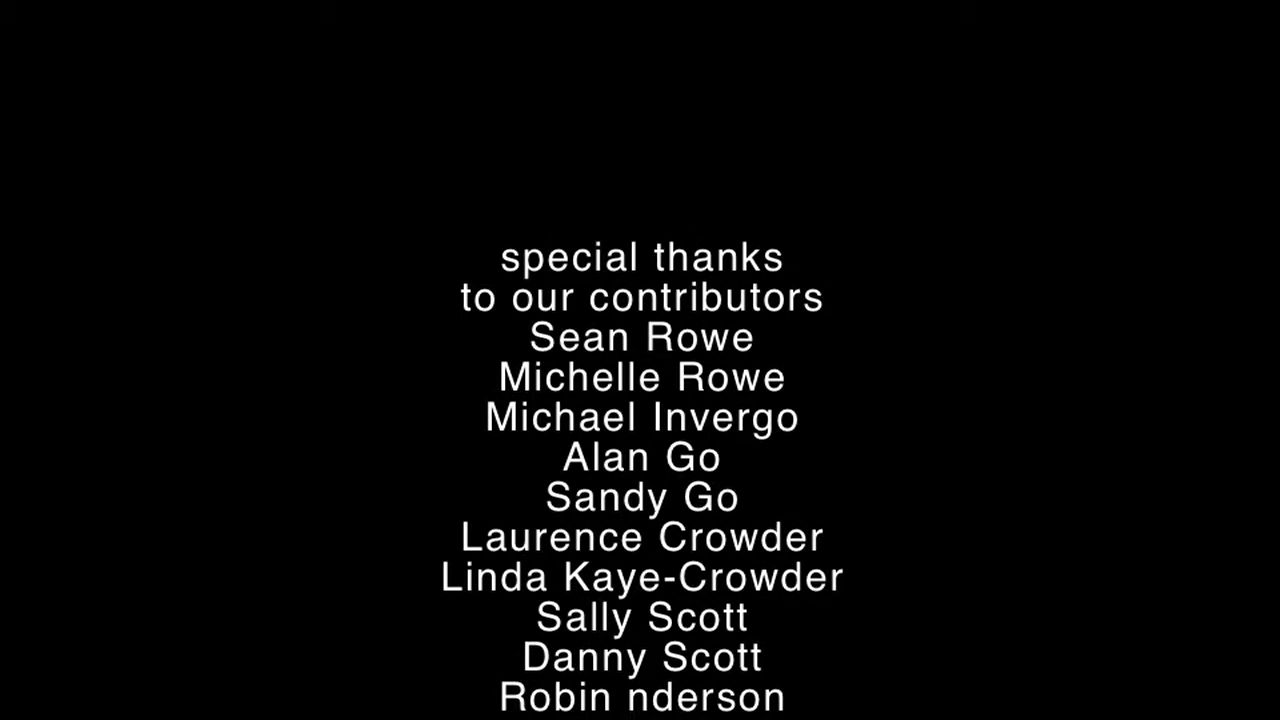 special thanks
to our contributors
Sean Rowe
Michelle Rowe
Michael Invergo
Alan Go
Sandy Go
Laurence Crowder
Linda Kaye-Crowder
Sally Scott
Danny Scott
Robin nderson